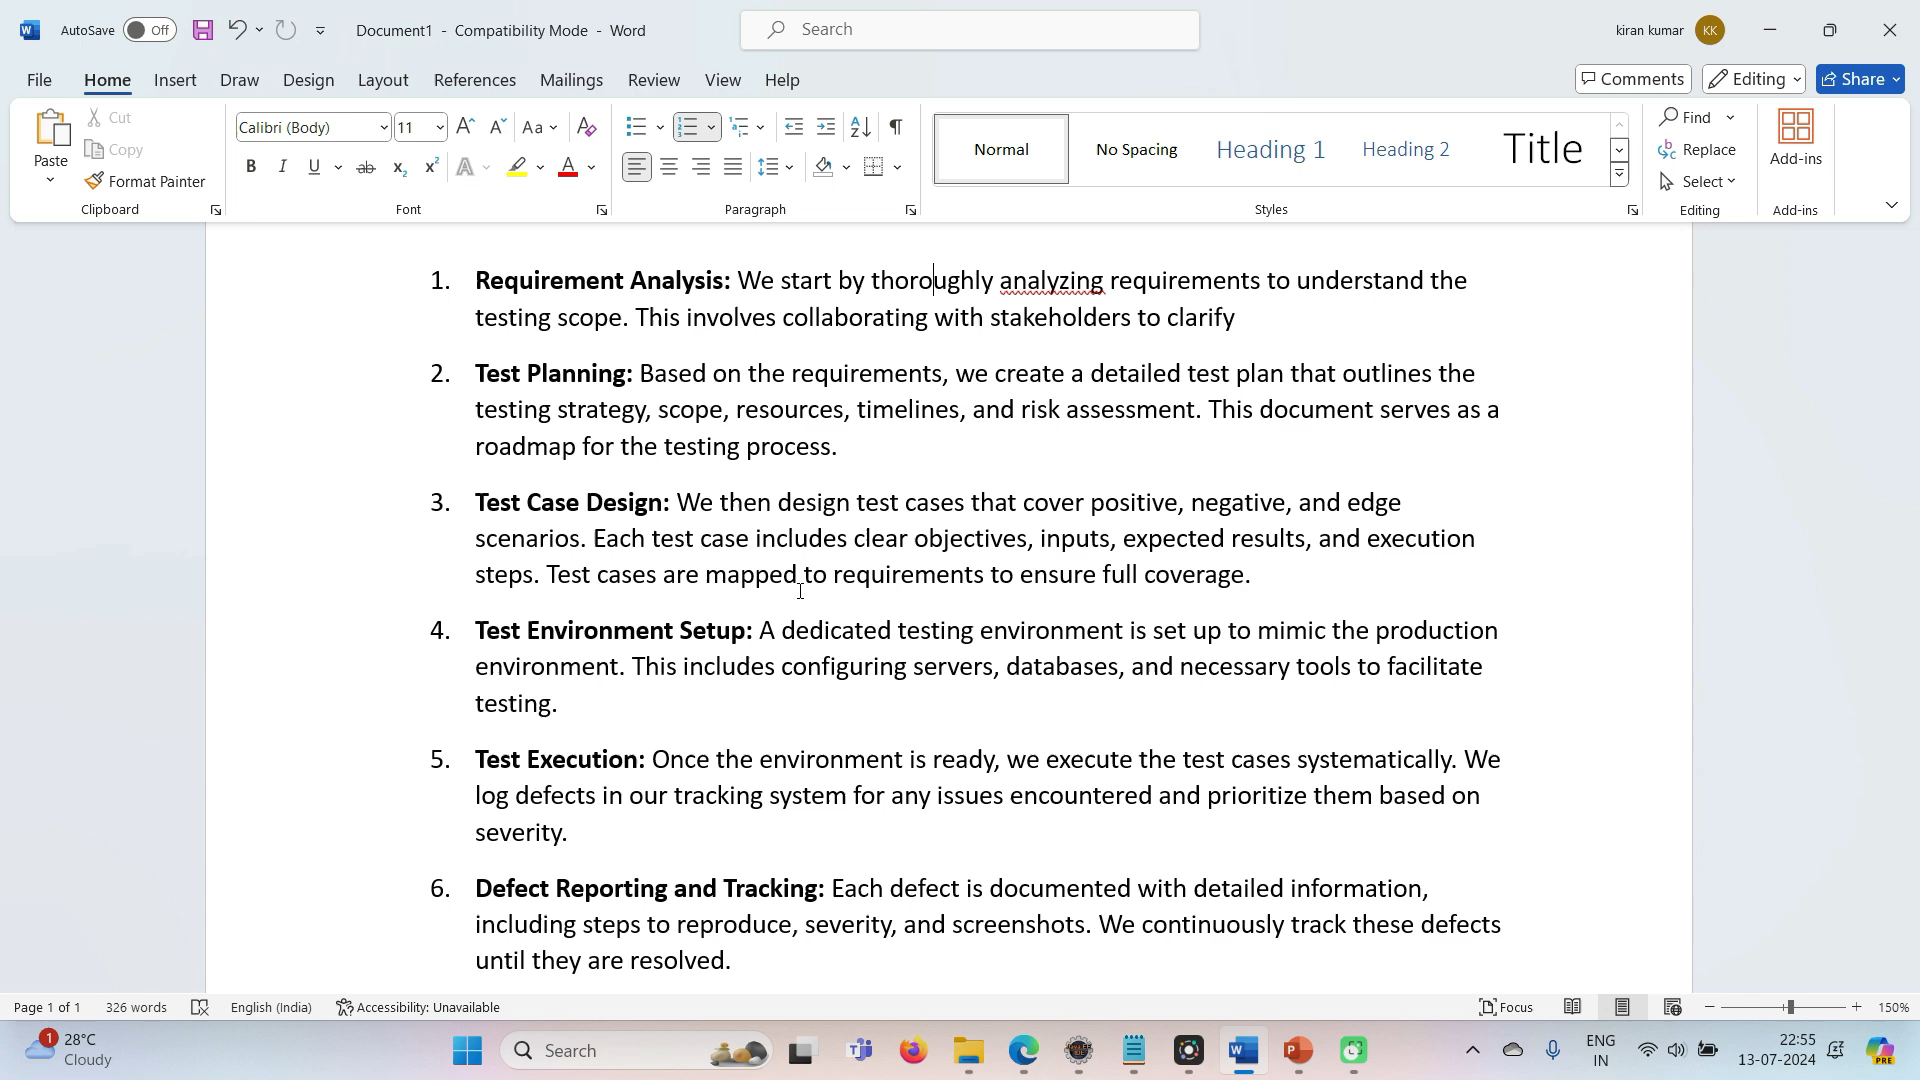 AutoSave Off Document1 - Compatibility Mode - Word Search kiran kumar KK
File Home Insert Draw Design Layout References Mailings Review View Help Comments Editing Share
Paste Cut Calibri (Body) 11 Aa Normal No Spacing Heading 1 Heading 2 Title Find Add-ins
Copy Replace
Format Painter B I U ab x₂ x² A A Select
Clipboard Font Paragraph Styles Editing Add-ins
1. Requirement Analysis: We start by thoroughly analyzing requirements to understand the
testing scope. This involves collaborating with stakeholders to clarify
2. Test Planning: Based on the requirements, we create a detailed test plan that outlines the
testing strategy, scope, resources, timelines, and risk assessment. This document serves as a
roadmap for the testing process.
3. Test Case Design: We then design test cases that cover positive, negative, and edge
scenarios. Each test case includes clear objectives, inputs, expected results, and execution
steps. Test cases are mapped to requirements to ensure full coverage.
4. Test Environment Setup: A dedicated testing environment is set up to mimic the production
environment. This includes configuring servers, databases, and necessary tools to facilitate
testing.
5. Test Execution: Once the environment is ready, we execute the test cases systematically. We
log defects in our tracking system for any issues encountered and prioritize them based on
severity.
6. Defect Reporting and Tracking: Each defect is documented with detailed information,
including steps to reproduce, severity, and screenshots. We continuously track these defects
until they are resolved.
Page 1 of 1 326 words English (India) Accessibility: Unavailable Focus 150%
1 28°C Search ENG 22:55
Cloudy IN 13-07-2024 PRE